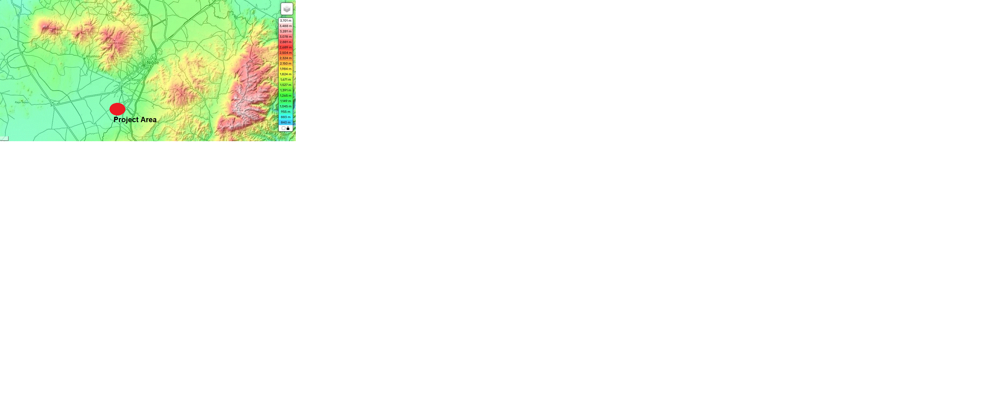 Çiftlik
Melendiz Dağı
Altunhisar
Niğde
Paşa Tepesi
Kızılkaya
3771
Project Area
3,701 m
3,488 m
3,281 m
3,078 m
2,881 m
2,689 m
2,504 m
2,324 m
2,150 m
1,984 m
1,824 m
1,671 m
1,527 m
1,391 m
1,265 m
1,149 m
1,045 m
955 m
883 m
840 m